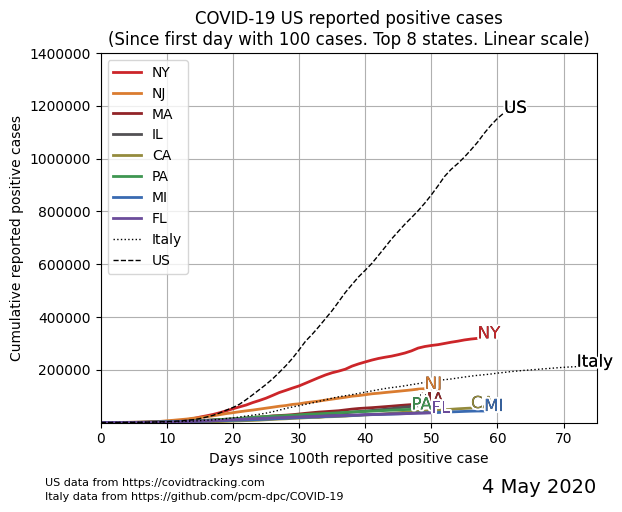 COVID-19 US reported positive cases
(Since first day with 100 cases. Top 8 states. Linear scale)
Cumulative reported positive cases
1400000
1200000
1000000
800000
600000
400000
200000
NY
NJ
MA
IL
CA
PA
MI
FL
Italy
US
US
NY
Italy
NJ
PA
FL
MI
0
10
20
30
40
50
60
70
Days since 100th reported positive case
US data from https://covidtracking.com
Italy data from https://github.com/pcm-dpc/COVID-19
4 May 2020